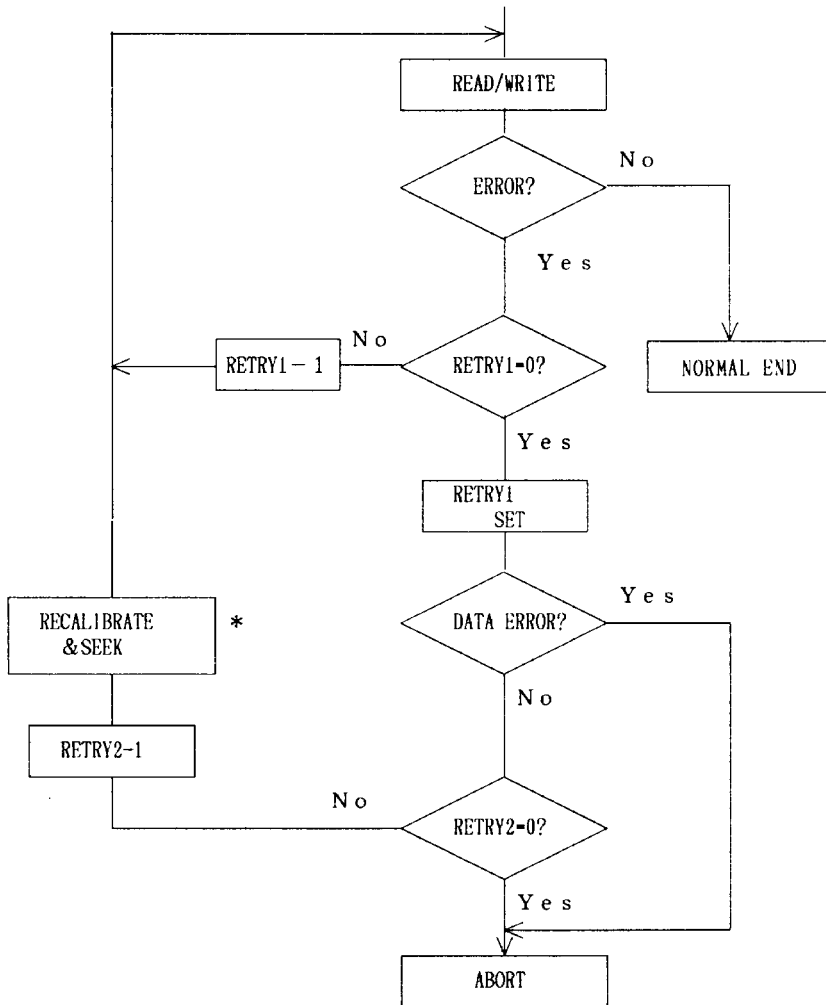 READ/WRITE
ERROR?
No
Yes
RETRY1=0?
No
RETRY1-1
NORMAL END
Yes
RETRY1
SET
DATA ERROR?
Yes
RECALIBRATE
&SEEK
*
No
RETRY2-1
No
RETRY2=0?
Yes
ABORT